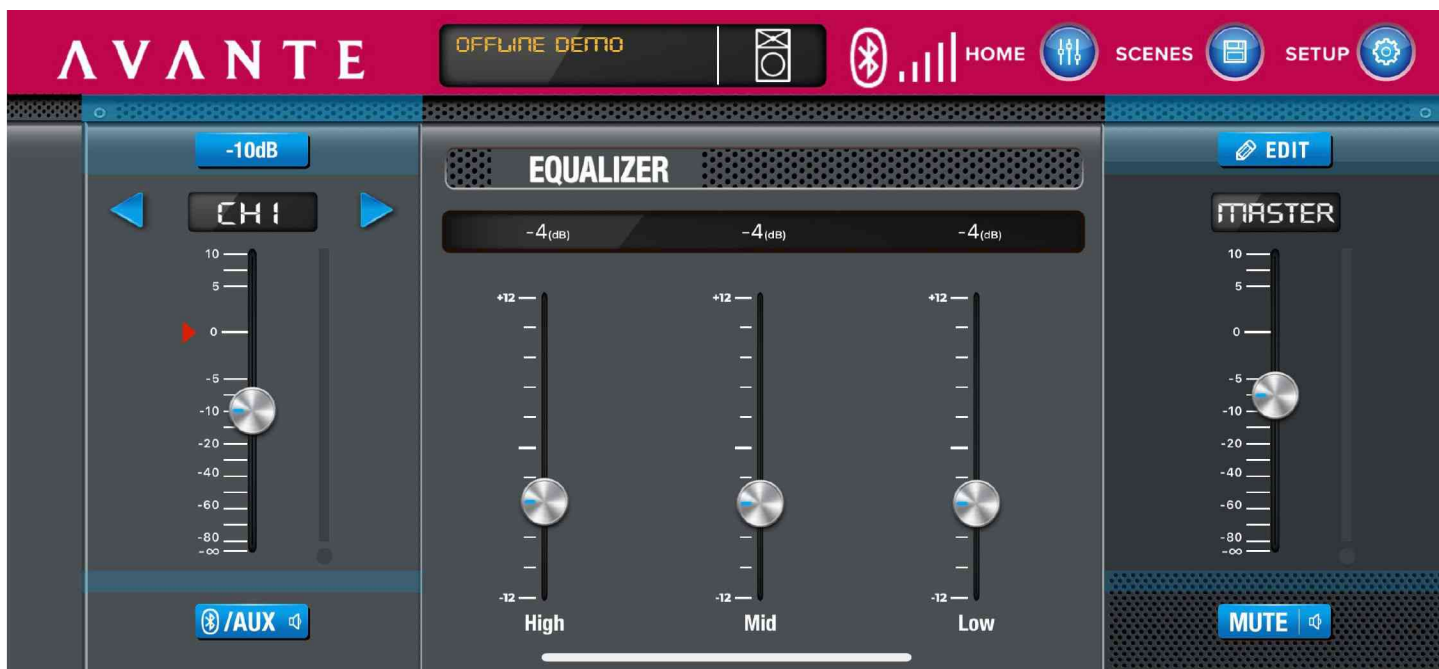 AVANTE
OFFLINE DEMO
HOME
SCENES
SETUP
-10dB
CH1
10
5
0
-5
-10
-20
-40
-60
-80
-∞
/AUX
EQUALIZER
-4(dB) -4(dB) -4(dB)
+12 +12 +12
-12 -12 -12
High Mid Low
EDIT
MASTER
10
5
0
-5
-10
-20
-40
-60
-80
-∞
MUTE